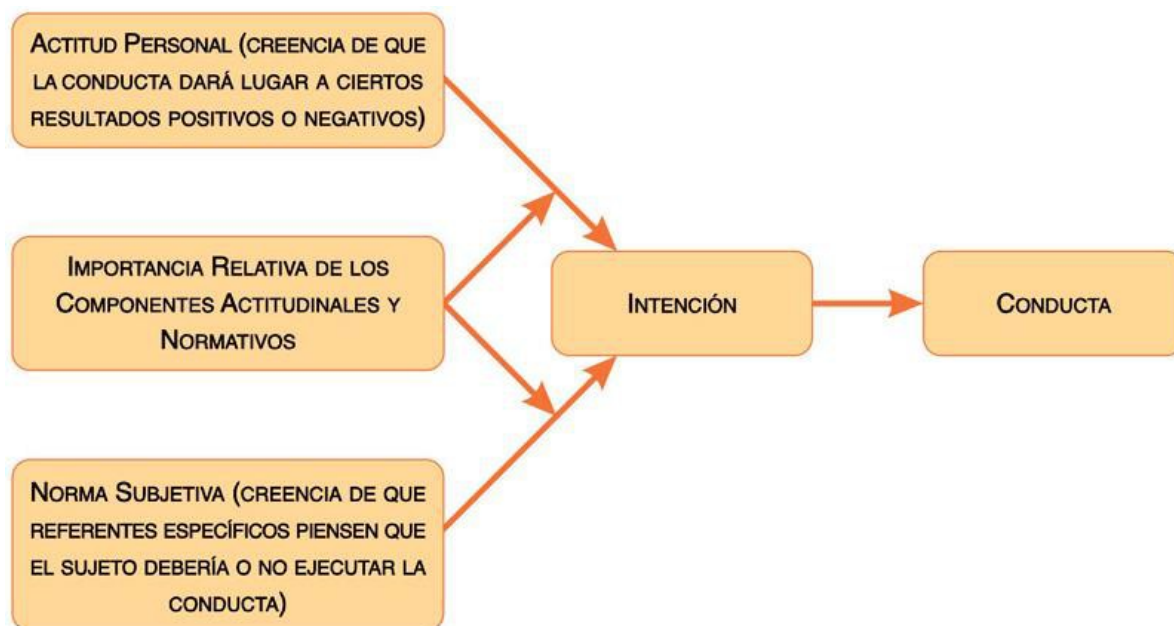 ACTITUD PERSONAL (CREENCIA DE QUE
LA CONDUCTA DARÁ LUGAR A CIERTOS
RESULTADOS POSITIVOS O NEGATIVOS)
IMPORTANCIA RELATIVA DE LOS
COMPONENTES ACTITUDINALES Y
NORMATIVOS
INTENCIÓN
CONDUCTA
NORMA SUBJETIVA (CREENCIA DE QUE
REFERENTES ESPECÍFICOS PIENSEN QUE
EL SUJETO DEBERÍA O NO EJECUTAR LA
CONDUCTA)